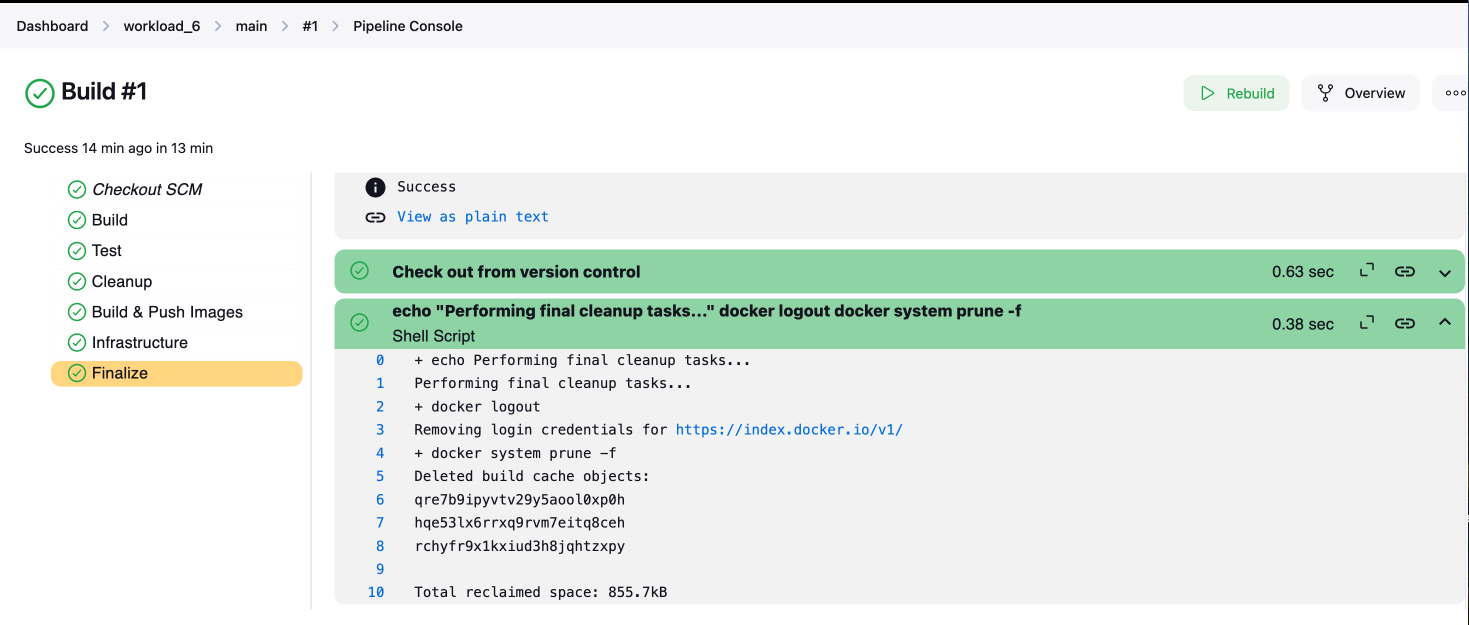 Dashboard > workload_6 > main > #1 > Pipeline Console
Build #1
Rebuild
Overview
Success 14 min ago in 13 min
Checkout SCM
Build
Test
Cleanup
Build & Push Images
Infrastructure
Finalize
Success
View as plain text
Check out from version control
0.63 sec
echo "Performing final cleanup tasks..." docker logout docker system prune -f
Shell Script
0.38 sec
0 + echo Performing final cleanup tasks...
1 Performing final cleanup tasks...
2 + docker logout
3 Removing login credentials for https://index.docker.io/v1/
4 + docker system prune -f
5 Deleted build cache objects:
6 qre7b9ipyvtv29y5aool0xp0h
7 hqe53lx6rrxq9rvm7eitq8ceh
8 rchyfr9x1kxiud3h8jqhtzxpy
9
10 Total reclaimed space: 855.7kB